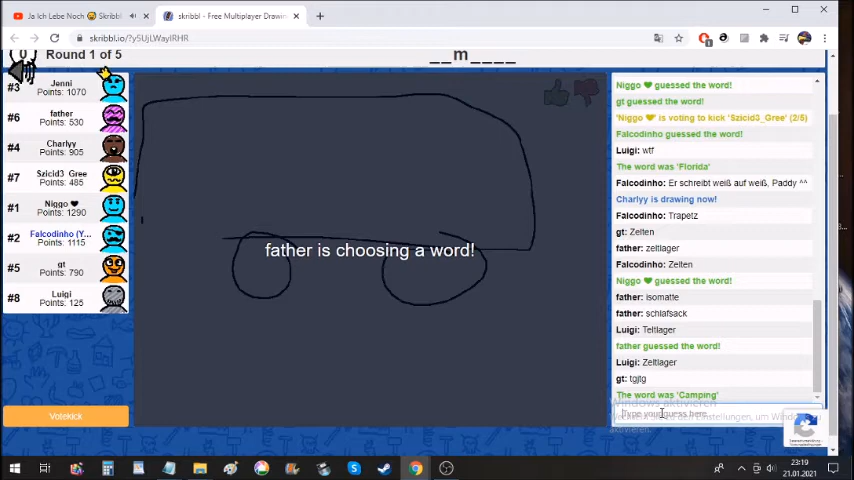 Ja Ich Lebe Noch
skribbl - Free Multiplayer Drawin
skribbl.io/?y5UjLWayIRHR
Round 1 of 5
__m____
#3 Jenni
Points: 1070
#6 father
Points: 530
#4 Charlyy
Points: 905
#7 Szicid3_Gree
Points: 485
#1 Niggo
Points: 1290
#2 Falcodinho (Y...
Points: 1115
#5 gt
Points: 790
#8 Luigi
Points: 125
Votekick
father is choosing a word!
Niggo guessed the word!
gt guessed the word!
'Niggo is voting to kick 'Szicid3_Gree' (2/5)
Falcodinho guessed the word!
Luigi: wtf
The word was 'Florida'
Falcodinho: Er schreibt weiß auf weiß, Paddy ^^
Charlyy is drawing now!
Falcodinho: Trapetz
gt: Zelten
father: zeltlager
Falcodinho: Zelten
Niggo guessed the word!
father: isomatte
father: schlafsack
Luigi: Teltlager
father guessed the word!
Luigi: Zeltlager
gt: tgjtg
The word was 'Camping'
Windows aktivieren
Type your guess here...
Einstellungen, um Windows
aktivieren.
23:19
21.01.2021